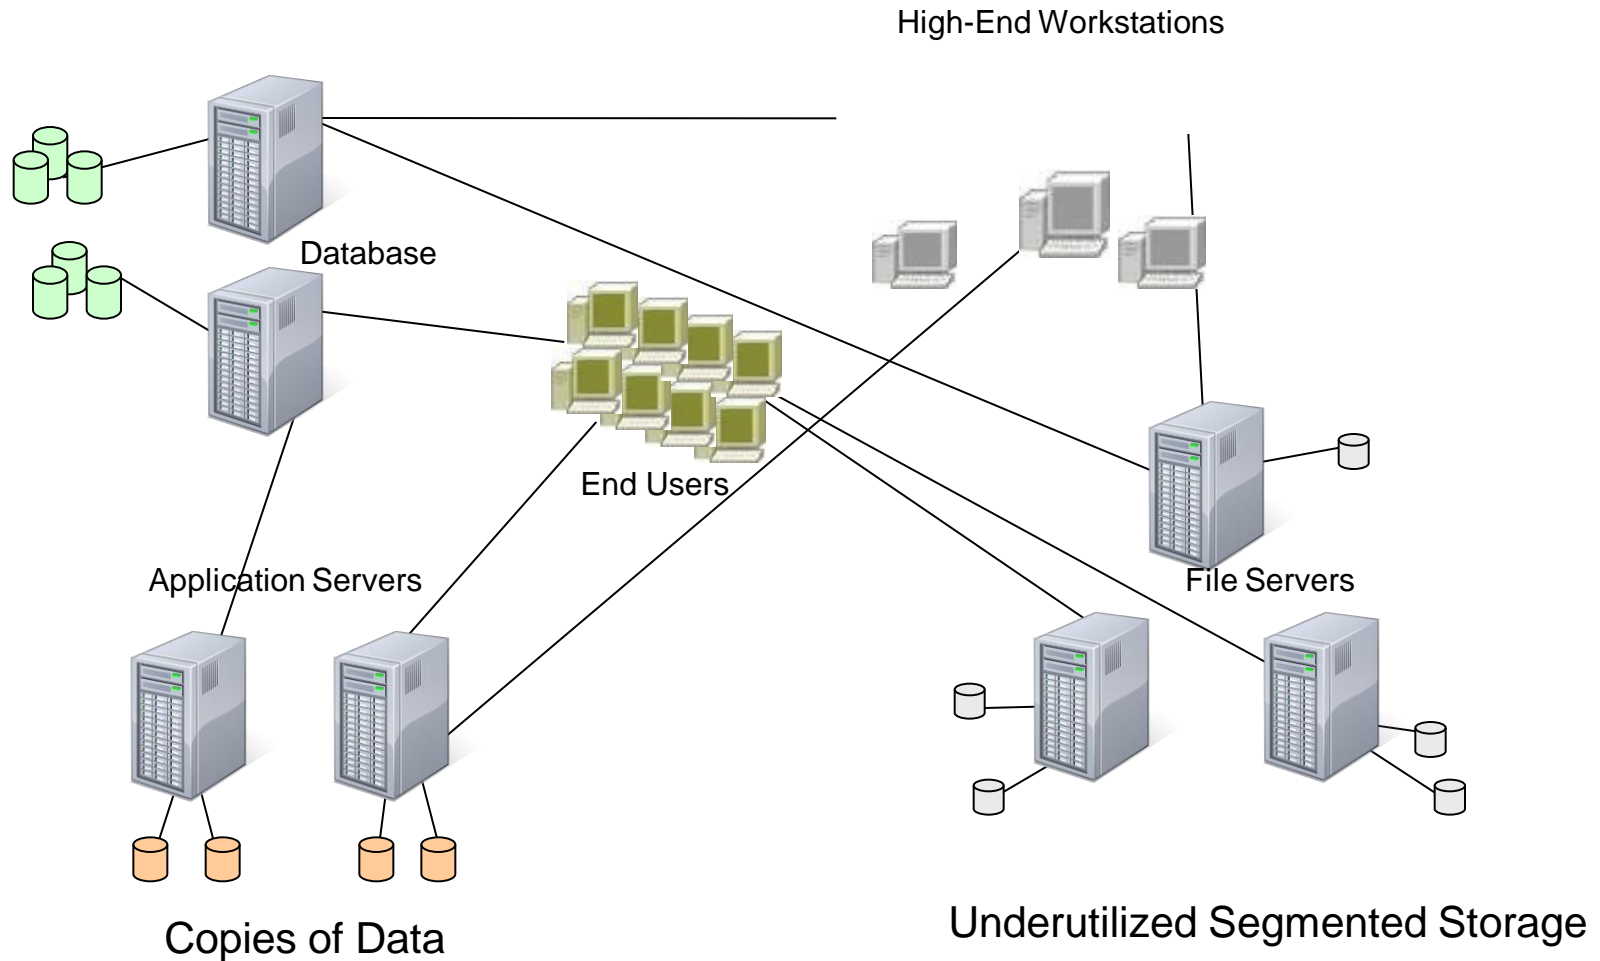 High-End Workstations
Database
End Users
Application Servers
File Servers
Copies of Data
Underutilized Segmented Storage